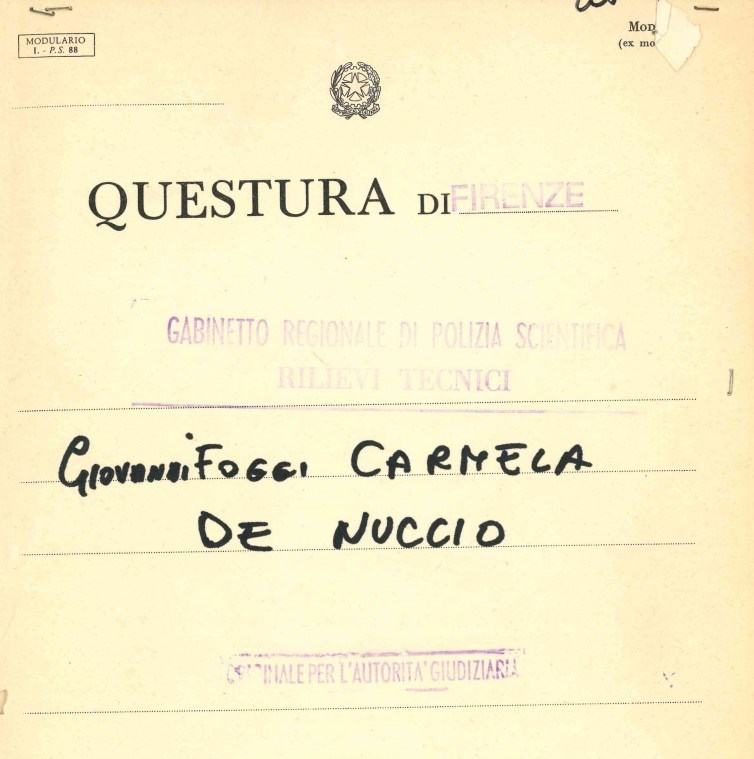 MODULARIO
I. - P.S. 88
MOD
(ex mo
QUESTURA DI FIRENZE
GABINETTO REGIONALE DI POLIZIA SCIENTIFICA
RILIEVI TECNICI
GIOVANNI FOGGI CARMELA
DE NUCCIO
ORIGINALE PER L'AUTORITA' GIUDIZIARIA